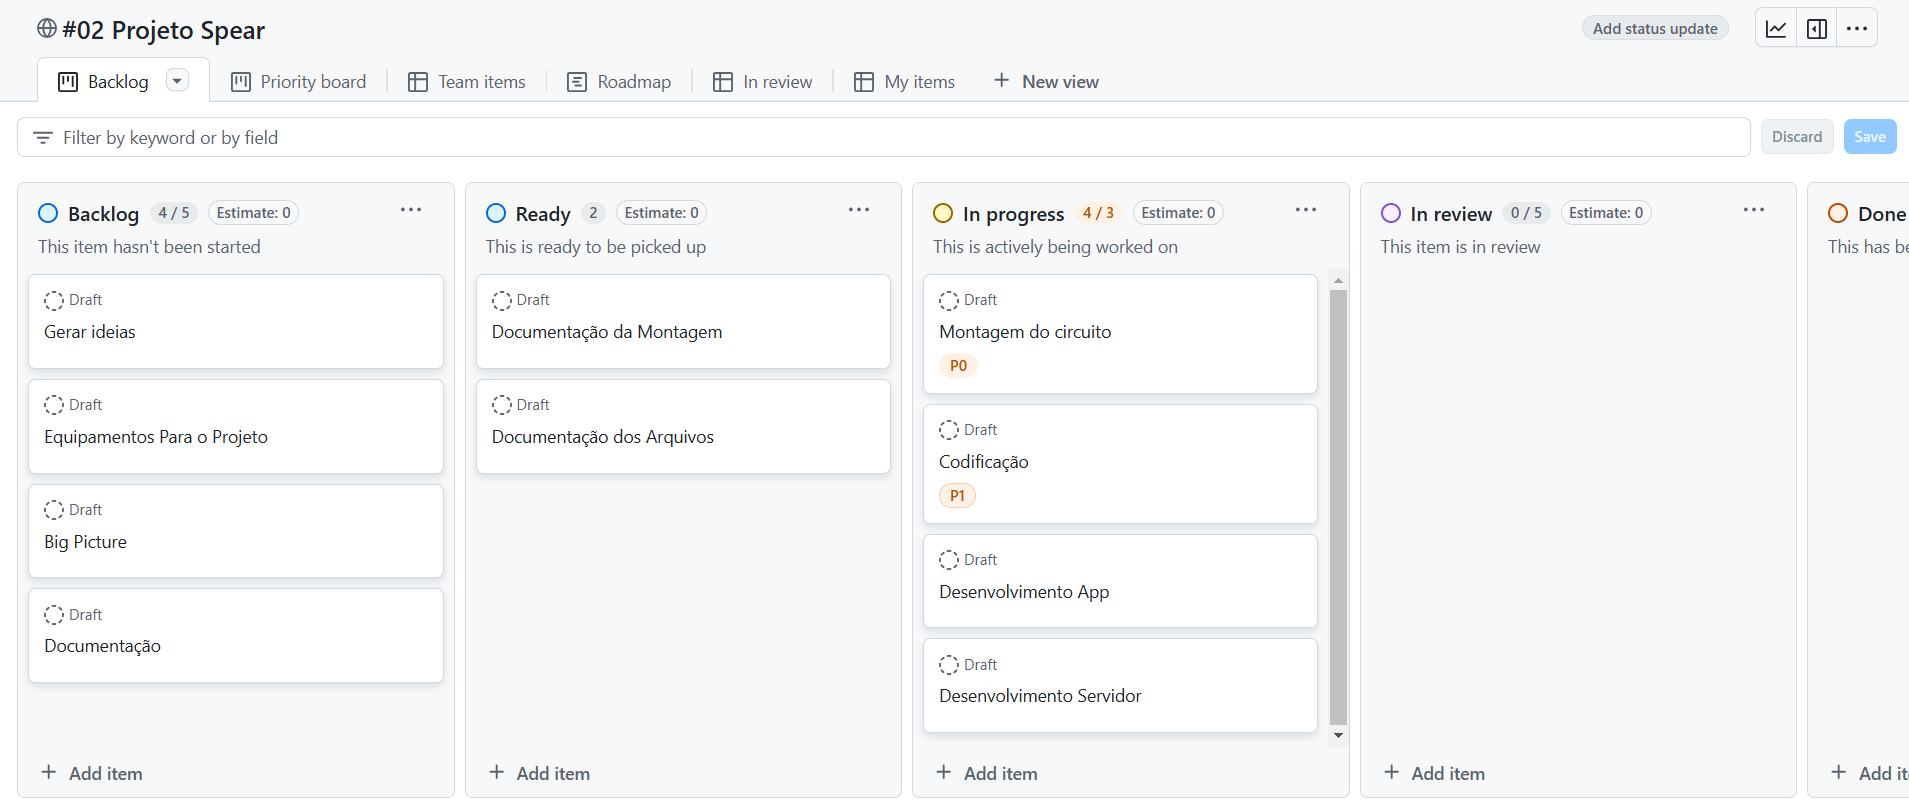 #02 Projeto Spear
Add status update
Backlog
Priority board
Team items
Roadmap
In review
My items
New view
Filter by keyword or by field
Discard
Save
Backlog 4 / 5 Estimate: 0
This item hasn't been started
Draft
Gerar ideias
Draft
Equipamentos Para o Projeto
Draft
Big Picture
Draft
Documentação
Add item
Ready 2 Estimate: 0
This is ready to be picked up
Draft
Documentação da Montagem
Draft
Documentação dos Arquivos
Add item
In progress 4 / 3 Estimate: 0
This is actively being worked on
Draft
Montagem do circuito
P0
Draft
Codificação
P1
Draft
Desenvolvimento App
Draft
Desenvolvimento Servidor
Add item
In review 0 / 5 Estimate: 0
This item is in review
Add item
Done
This has
Add